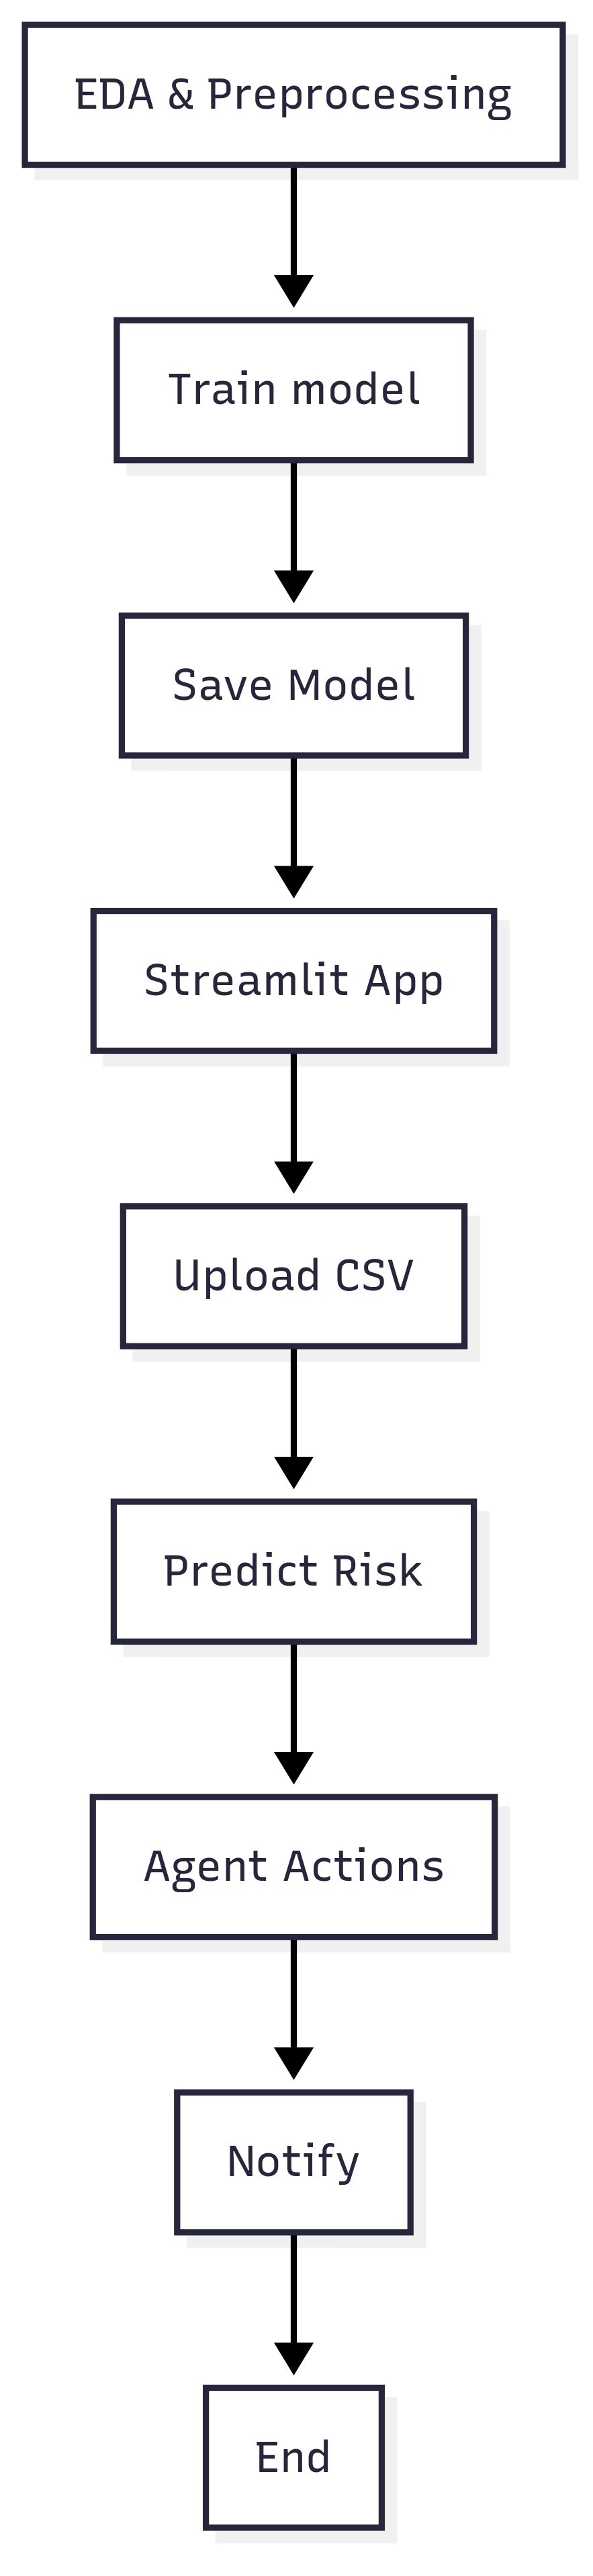 EDA & Preprocessing
Train model
Save Model
Streamlit App
Upload CSV
Predict Risk
Agent Actions
Notify
End